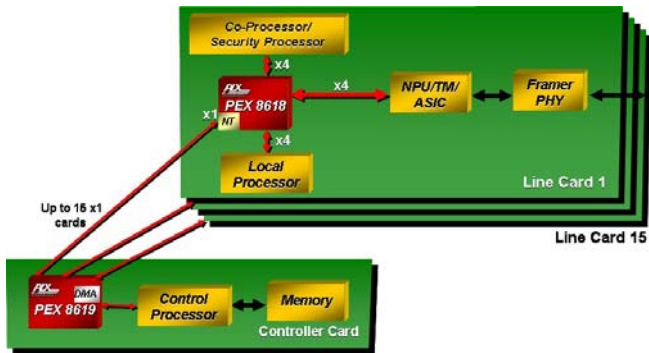 Co-Processor/
Security Processor
x4
PLX
PEX 8618
x1
NT
x4
NPU/TM/
ASIC
Framer
PHY
x4
Local
Processor
Line Card 1
Up to 15 x1
cards
Line Card 15
PLX
DMA
PEX 8619
Control
Processor
Memory
Controller Card